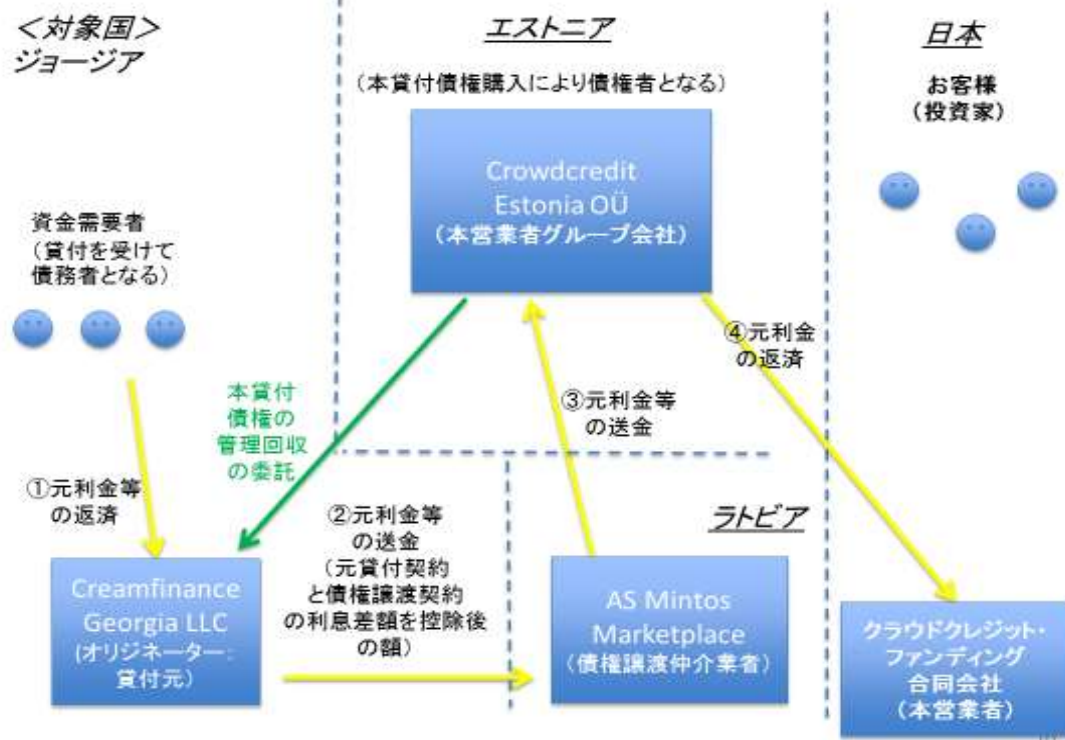 ＜対象国＞
ジョージア
エストニア
日本
（本貸付債権購入により債権者となる）
お客様
（投資家）
Crowdcredit
Estonia OÜ
（本営業者グループ会社）
資金需要者
（貸付を受けて
債務者となる）
④元利金
の返済
本貸付
債権の
管理回収
の委託
③元利金等
の送金
①元利金等
の返済
②元利金等
の送金
（元貸付契約
と債権譲渡契約
の利息差額を控除後
の額）
ラトビア
Creamfinance
Georgia LLC
(オリジネーター：
貸付元）
AS Mintos
Marketplace
（債権譲渡仲介業者）
クラウドクレジット・
ファンディング
合同会社
（本営業者）